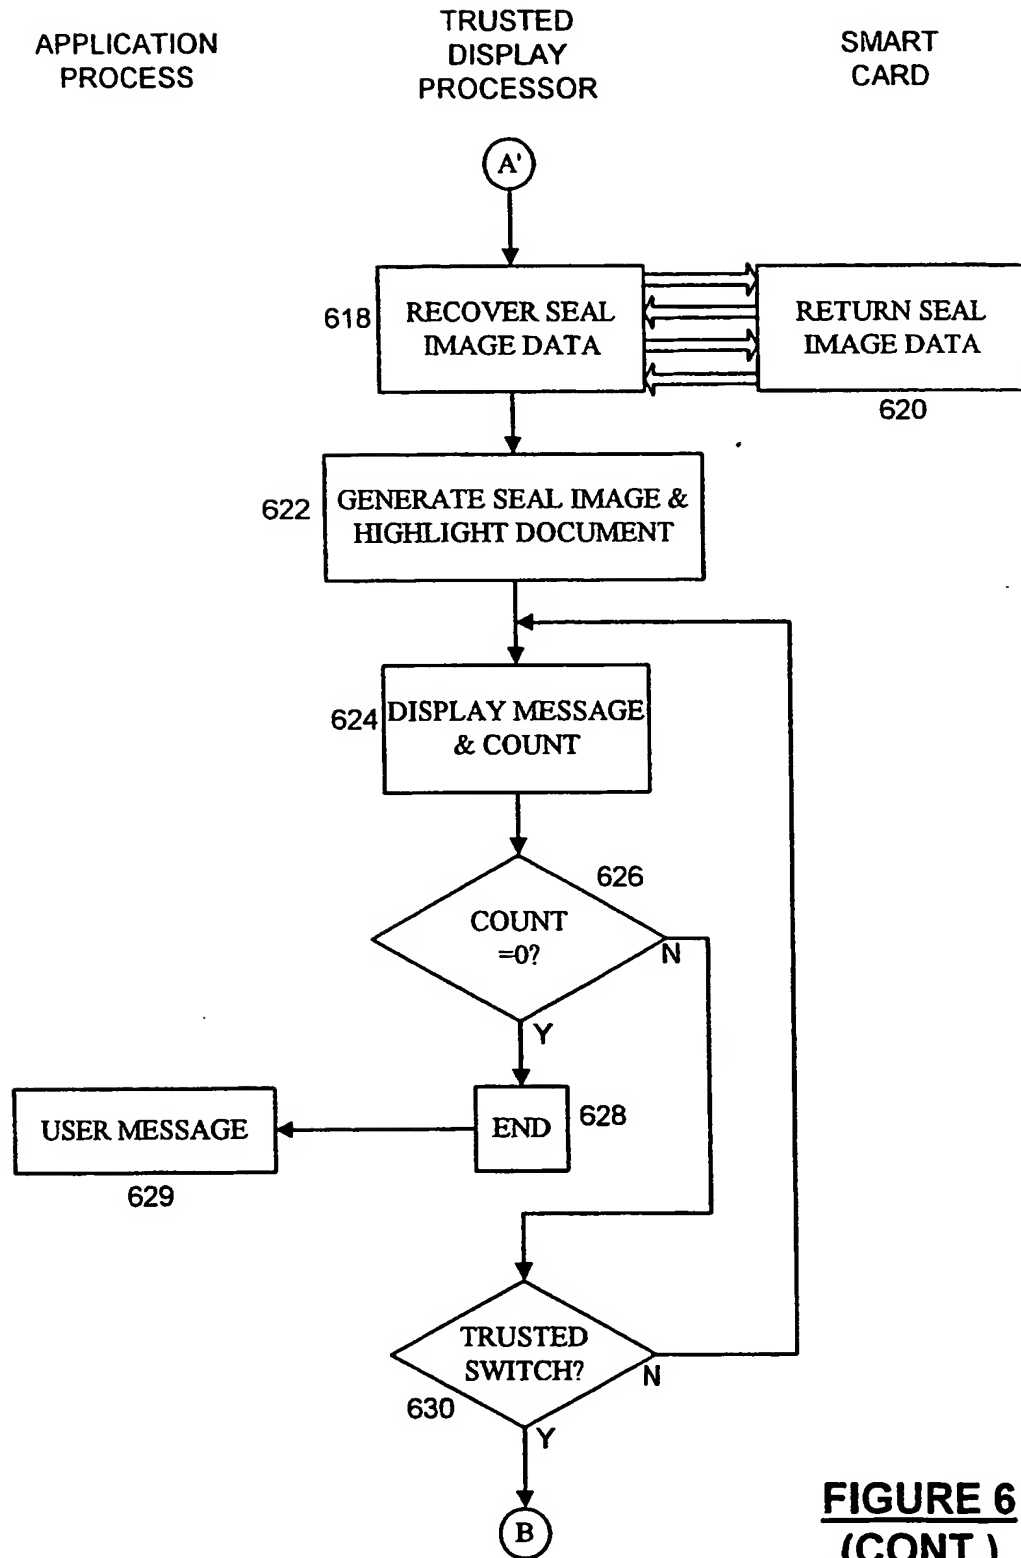 APPLICATION
PROCESS
TRUSTED
DISPLAY
PROCESSOR
SMART
CARD
A'
618
RECOVER SEAL
IMAGE DATA
RETURN SEAL
IMAGE DATA
620
622
GENERATE SEAL IMAGE &
HIGHLIGHT DOCUMENT
624
DISPLAY MESSAGE
& COUNT
626
COUNT
=0?
N
Y
USER MESSAGE
END
628
629
TRUSTED
SWITCH?
N
630
Y
B
FIGURE 6
(CONT.)